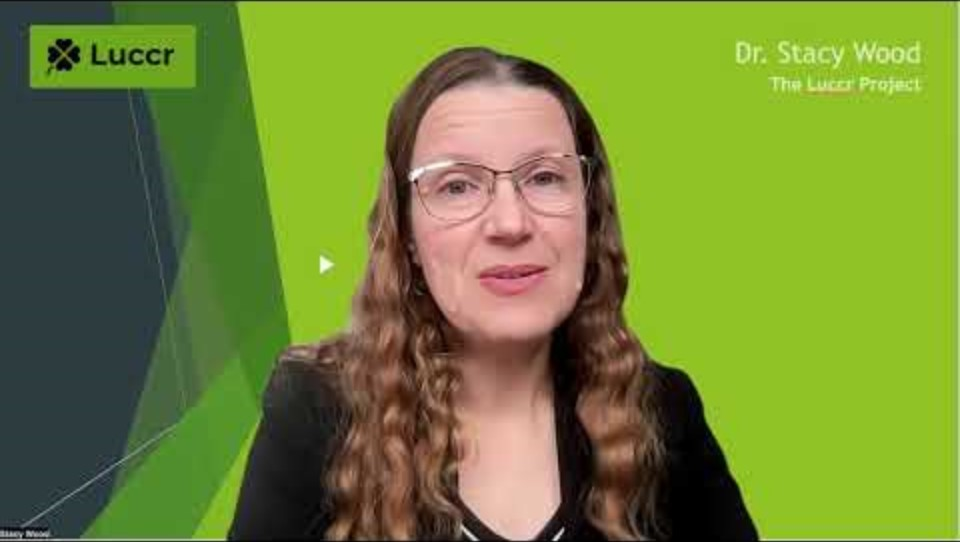 Luccr
Dr. Stacy Wood
The Luccr Project
Stacy Wood